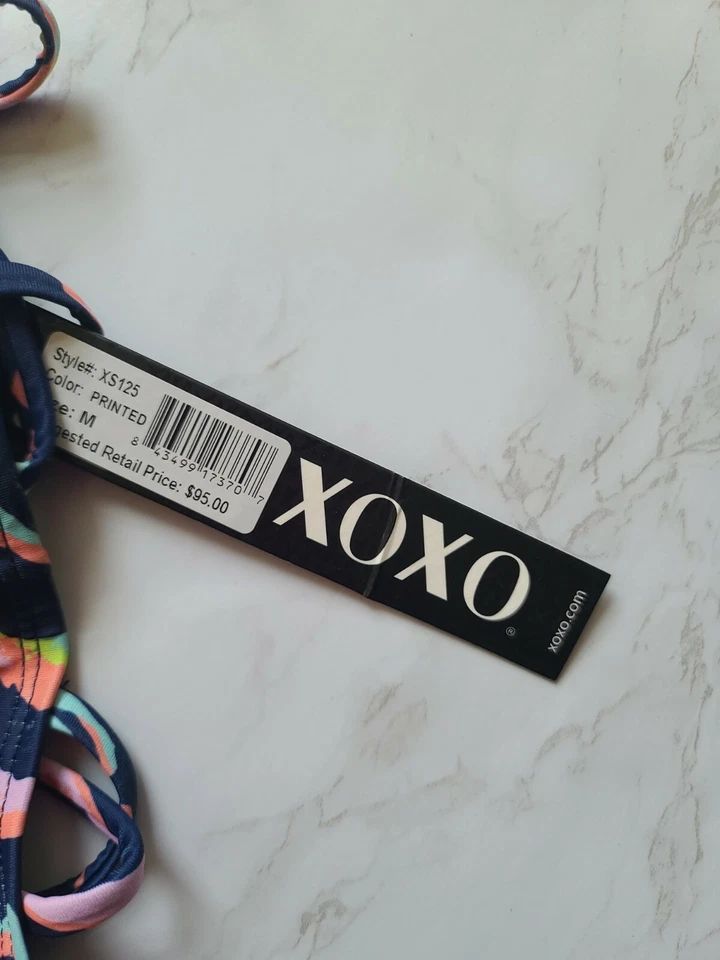 Style#: XS125
Color: PRINTED
ze: M
gested Retail Price: $95.00
8 43499 17370 7
XOXO
®
xoxo.com